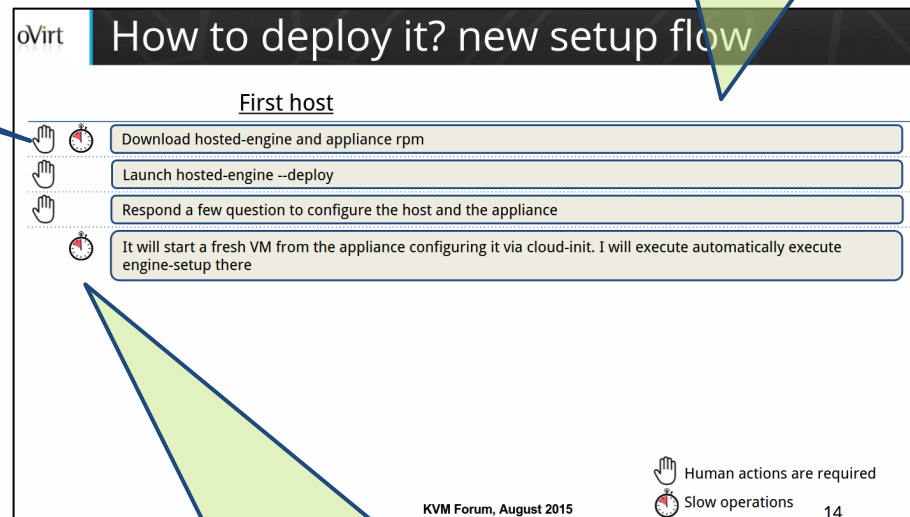 oVirt
How to deploy it? new setup flow
First host
Download hosted-engine and appliance rpm
Launch hosted-engine --deploy
Respond a few question to configure the host and the appliance
It will start a fresh VM from the appliance configuring it via cloud-init. I will execute automatically execute
engine-setup there
Human actions are required
Slow operations
KVM Forum, August 2015
14